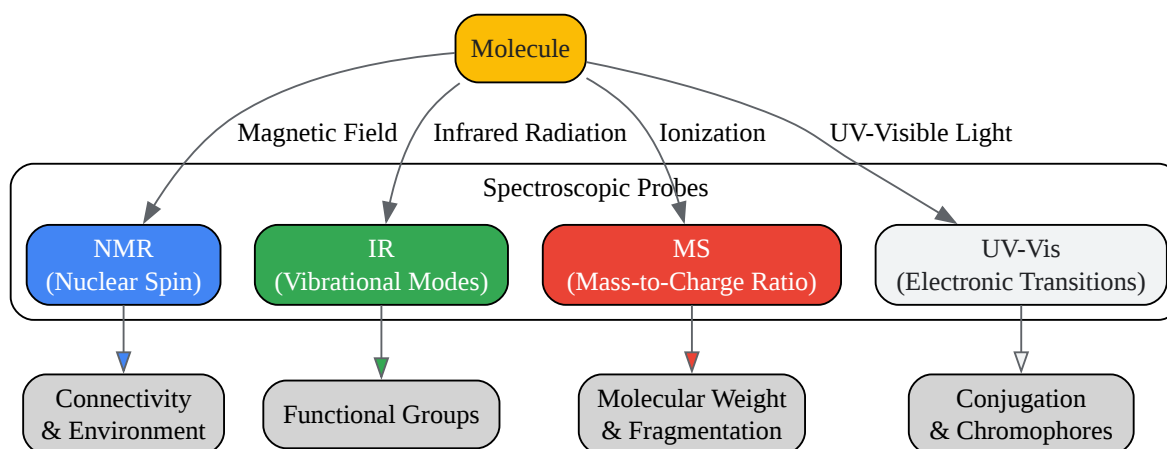 Molecule
Magnetic Field
Infrared Radiation
Ionization
UV-Visible Light
Spectroscopic Probes
NMR
(Nuclear Spin)
IR
(Vibrational Modes)
MS
(Mass-to-Charge Ratio)
UV-Vis
(Electronic Transitions)
Connectivity
& Environment
Functional Groups
Molecular Weight
& Fragmentation
Conjugation
& Chromophores